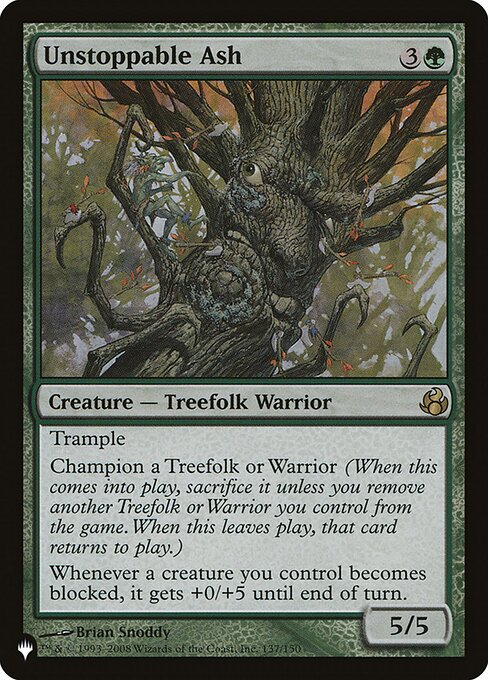 Unstoppable Ash 3
Creature — Treefolk Warrior
Trample
Champion a Treefolk or Warrior (When this
comes into play, sacrifice it unless you remove
another Treefolk or Warrior you control from
the game. When this leaves play, that card
returns to play.)
Whenever a creature you control becomes
blocked, it gets +0/+5 until end of turn.
Brian Snoddy
5/5
™ & © 1993–2008 Wizards of the Coast, Inc. 137/150